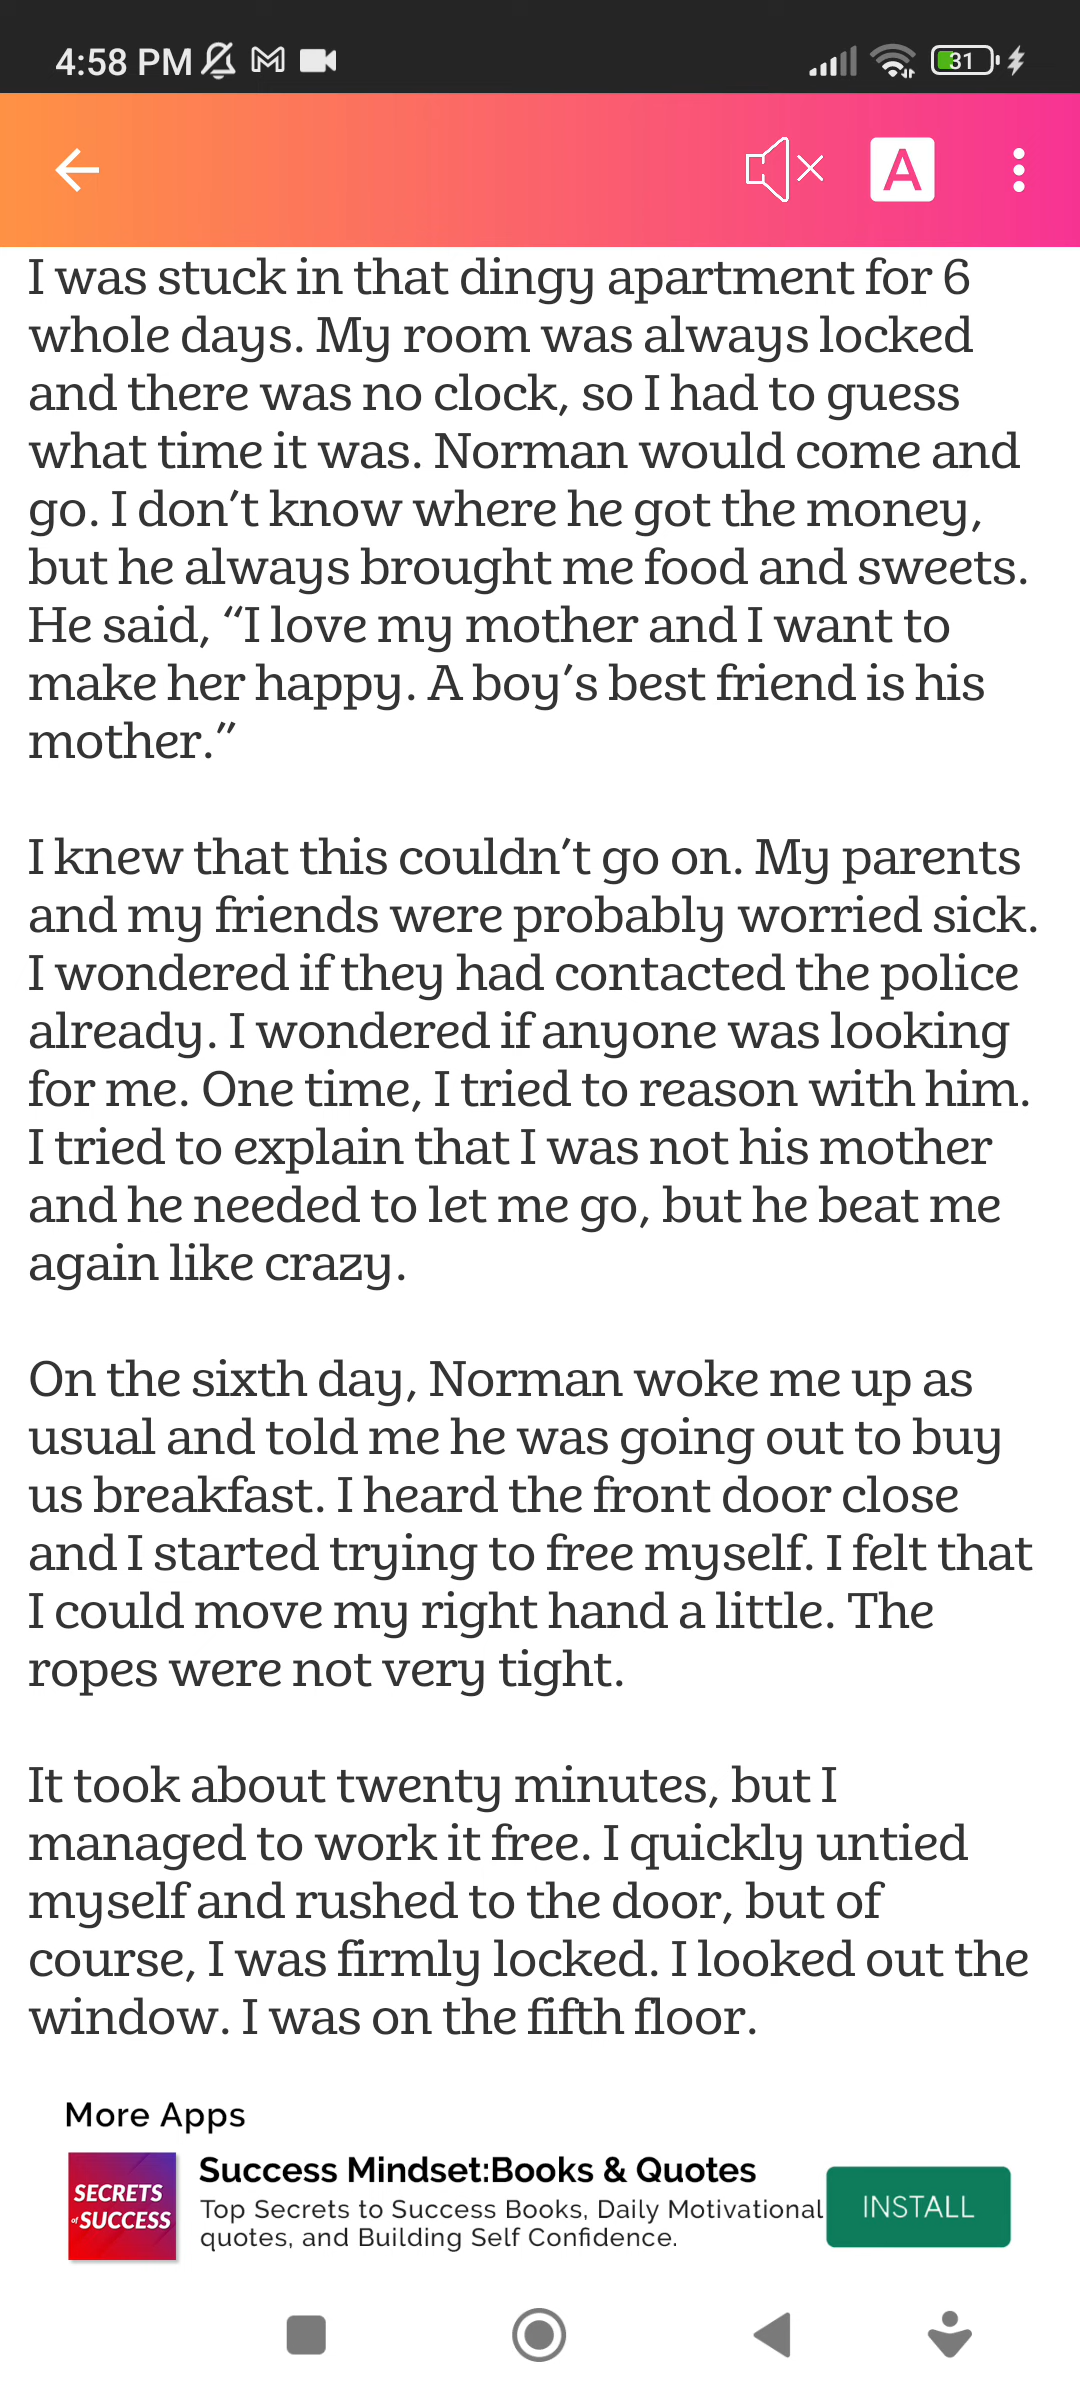 4:58 PM
31
A
I was stuck in that dingy apartment for 6
whole days. My room was always locked
and there was no clock, so I had to guess
what time it was. Norman would come and
go. I don’t know where he got the money,
but he always brought me food and sweets.
He said, “I love my mother and I want to
make her happy. A boy’s best friend is his
mother.”
I knew that this couldn’t go on. My parents
and my friends were probably worried sick.
I wondered if they had contacted the police
already. I wondered if anyone was looking
for me. One time, I tried to reason with him.
I tried to explain that I was not his mother
and he needed to let me go, but he beat me
again like crazy.
On the sixth day, Norman woke me up as
usual and told me he was going out to buy
us breakfast. I heard the front door close
and I started trying to free myself. I felt that
I could move my right hand a little. The
ropes were not very tight.
It took about twenty minutes, but I
managed to work it free. I quickly untied
myself and rushed to the door, but of
course, I was firmly locked. I looked out the
window. I was on the fifth floor.
More Apps
SECRETS
of SUCCESS
Success Mindset:Books & Quotes
Top Secrets to Success Books, Daily Motivational
quotes, and Building Self Confidence.
INSTALL